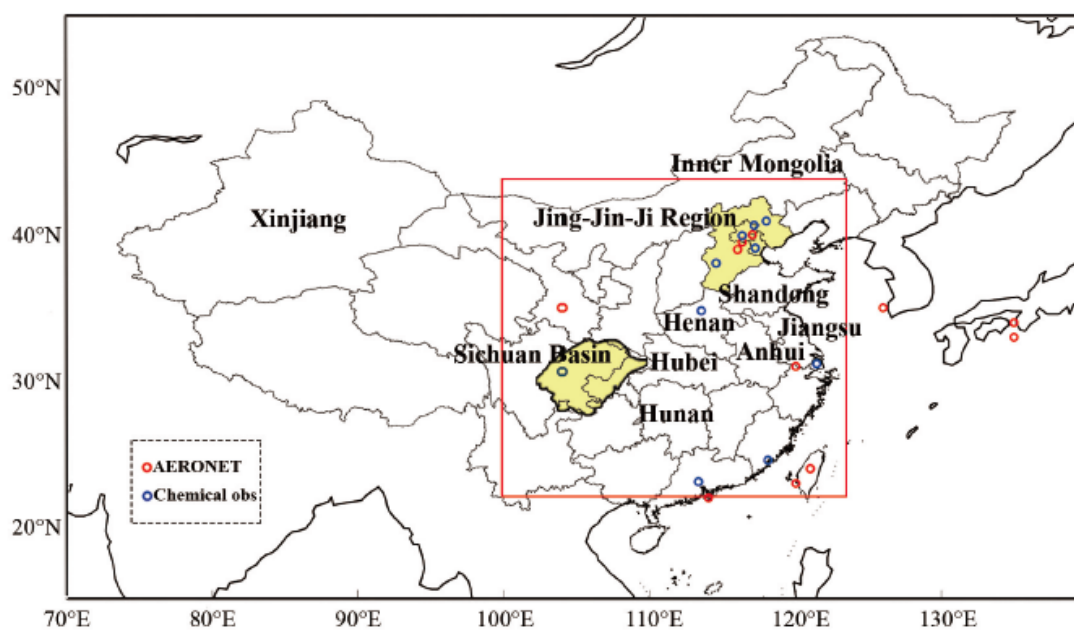 50°N
Inner Mongolia
Xinjiang
Jing-Jin-Ji Region
40°N
Shandong
Henan
Jiangsu
Sichuan Basin
Hubei
Anhui
30°N
Hunan
AERONET
Chemical obs
20°N
70°E
80°E
90°E
100°E
110°E
120°E
130°E